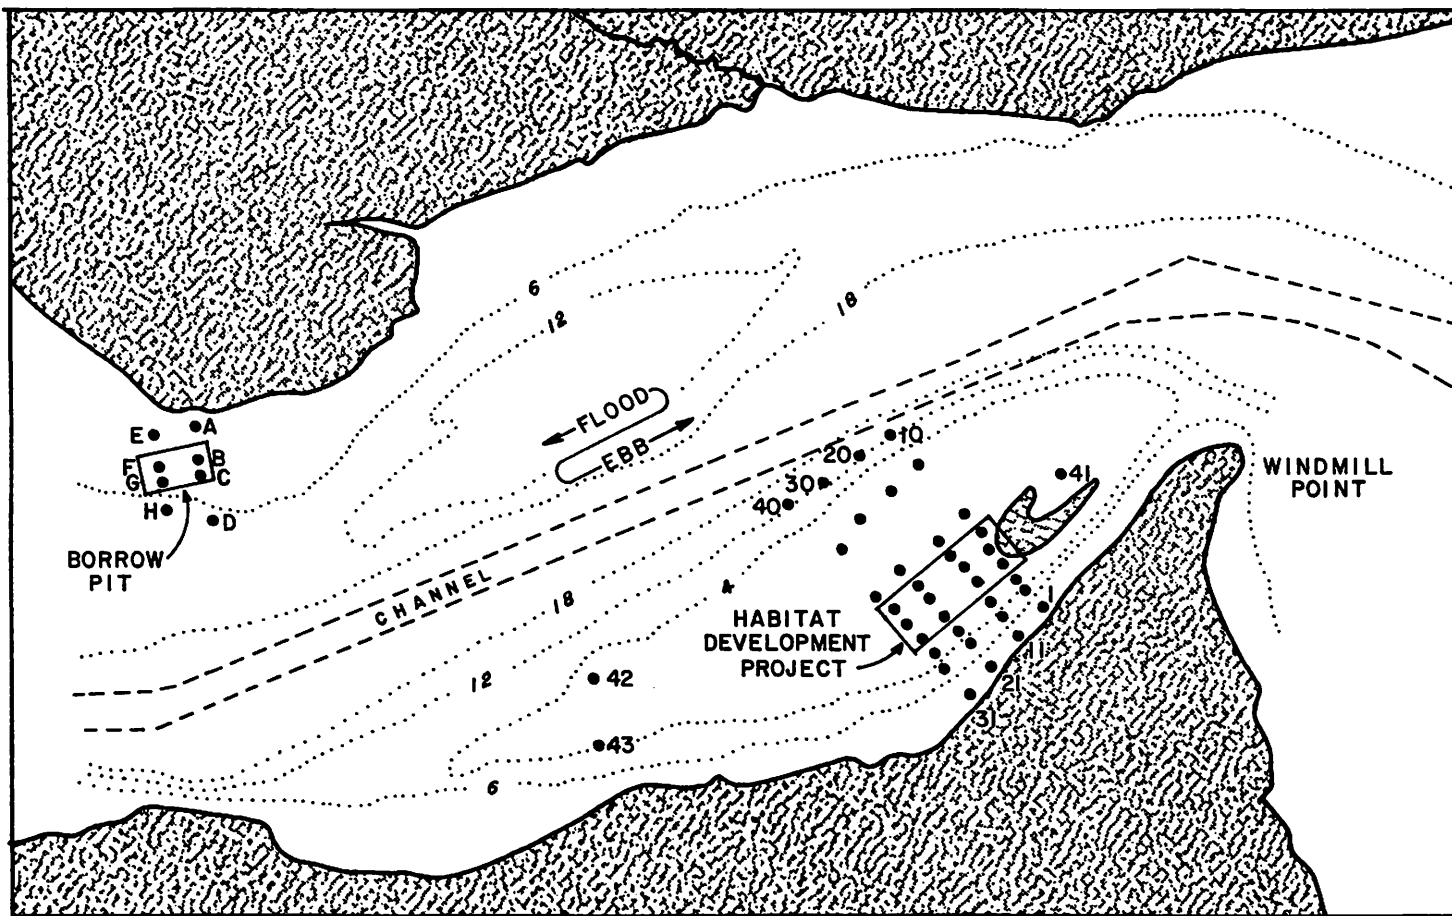 6
12
18
FLOOD
EBB
A
E
B
F
C
G
H
D
BORROW
PIT
10
20
30
40
41
WINDMILL
POINT
CHANNEL
18
4
HABITAT
DEVELOPMENT
PROJECT
1
11
21
31
12
42
43
6